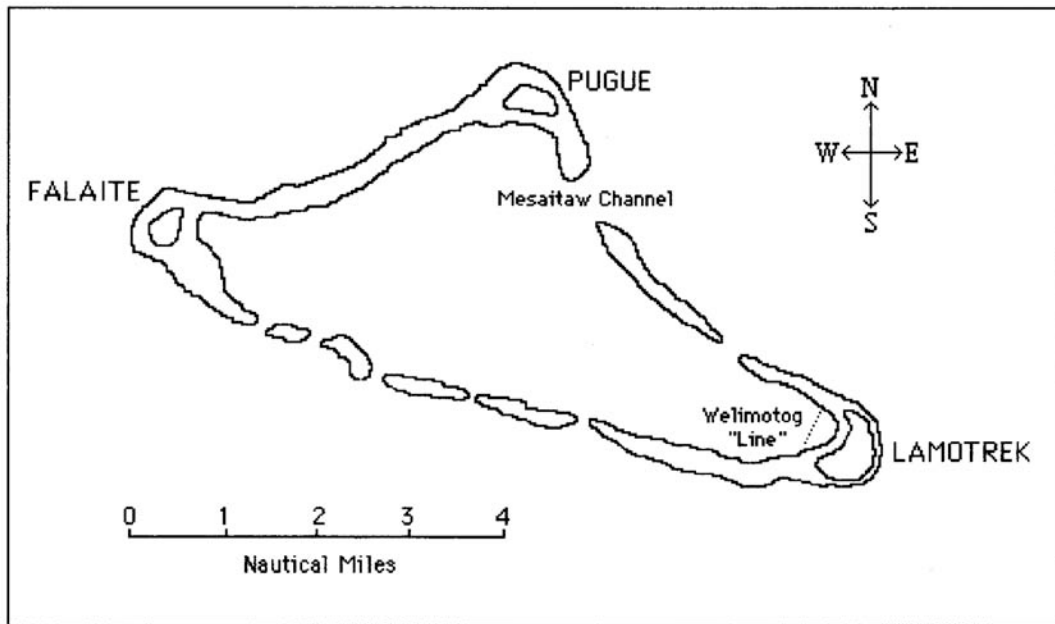 PUGUE
N
W E
S
FALAITE
Mesaitaw Channel
Welimotog
"Line"
LAMOTREK
0 1 2 3 4
Nautical Miles